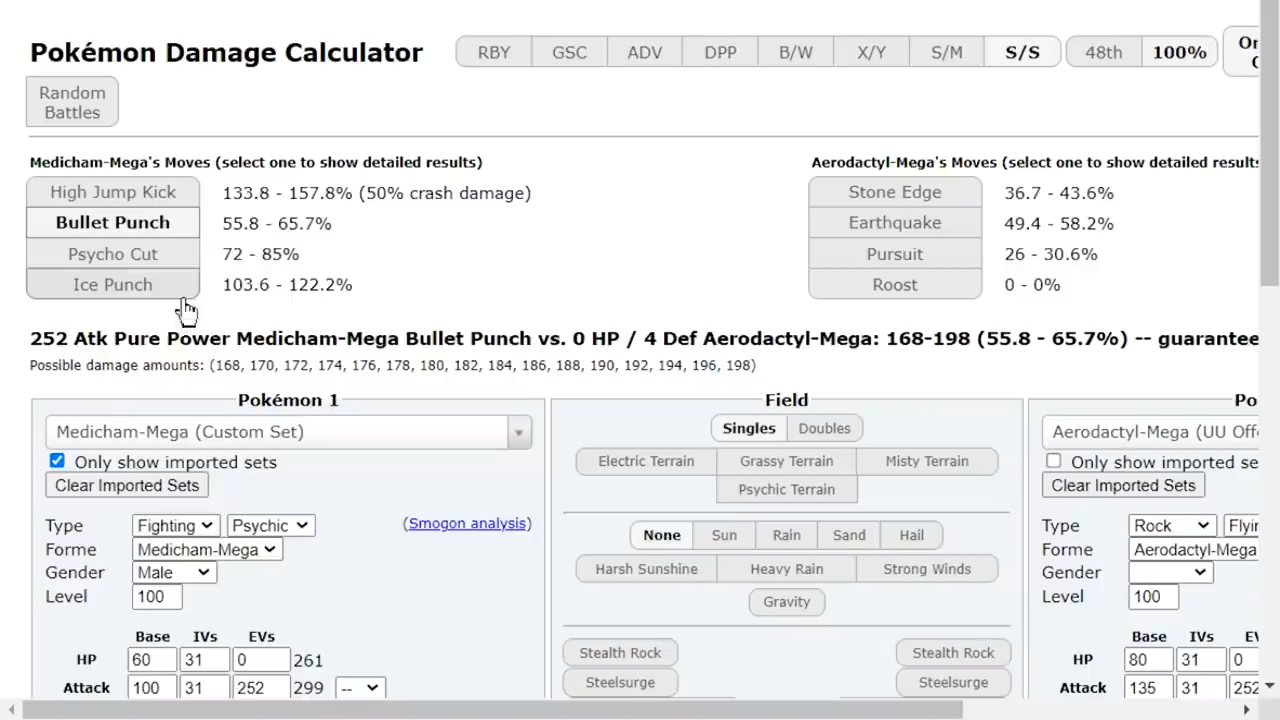 Pokémon Damage Calculator RBY GSC ADV DPP B/W X/Y S/M S/S 48th 100% Or
Random
Battles
Medicham-Mega's Moves (select one to show detailed results) Aerodactyl-Mega's Moves (select one to show detailed results
High Jump Kick 133.8 - 157.8% (50% crash damage) Stone Edge 36.7 - 43.6%
Bullet Punch 55.8 - 65.7% Earthquake 49.4 - 58.2%
Psycho Cut 72 - 85% Pursuit 26 - 30.6%
Ice Punch 103.6 - 122.2% Roost 0 - 0%
252 Atk Pure Power Medicham-Mega Bullet Punch vs. 0 HP / 4 Def Aerodactyl-Mega: 168-198 (55.8 - 65.7%) -- guarantee
Possible damage amounts: (168, 170, 172, 174, 176, 178, 180, 182, 184, 186, 188, 190, 192, 194, 196, 198)
Pokémon 1 Field Po
Medicham-Mega (Custom Set) Singles Doubles Aerodactyl-Mega (UU Offe
Only show imported sets Electric Terrain Grassy Terrain Misty Terrain Only show imported se
Clear Imported Sets Psychic Terrain Clear Imported Sets
Type Fighting Psychic (Smogon analysis) None Sun Rain Sand Hail Type Rock Flyin
Forme Medicham-Mega Forme Aerodactyl-Mega
Gender Male Harsh Sunshine Heavy Rain Strong Winds Gender
Level 100 Gravity Level 100
Base IVs EVs Base IVs EV
HP 60 31 0 261 Stealth Rock Stealth Rock HP 80 31 0
Attack 100 31 252 299 -- Steelsurge Steelsurge Attack 135 31 252